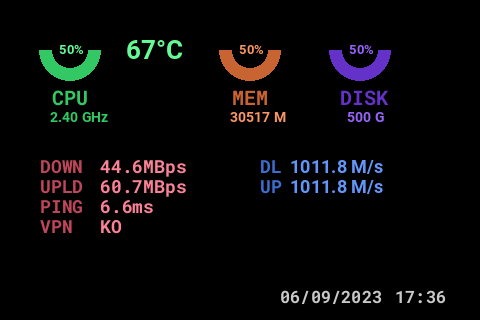 50% 67°C 50% 50%
CPU MEM DISK
2.40 GHz 30517 M 500 G
DOWN 44.6MBps DL 1011.8 M/s
UPLD 60.7MBps UP 1011.8 M/s
PING 6.6ms
VPN KO
06/09/2023 17:36